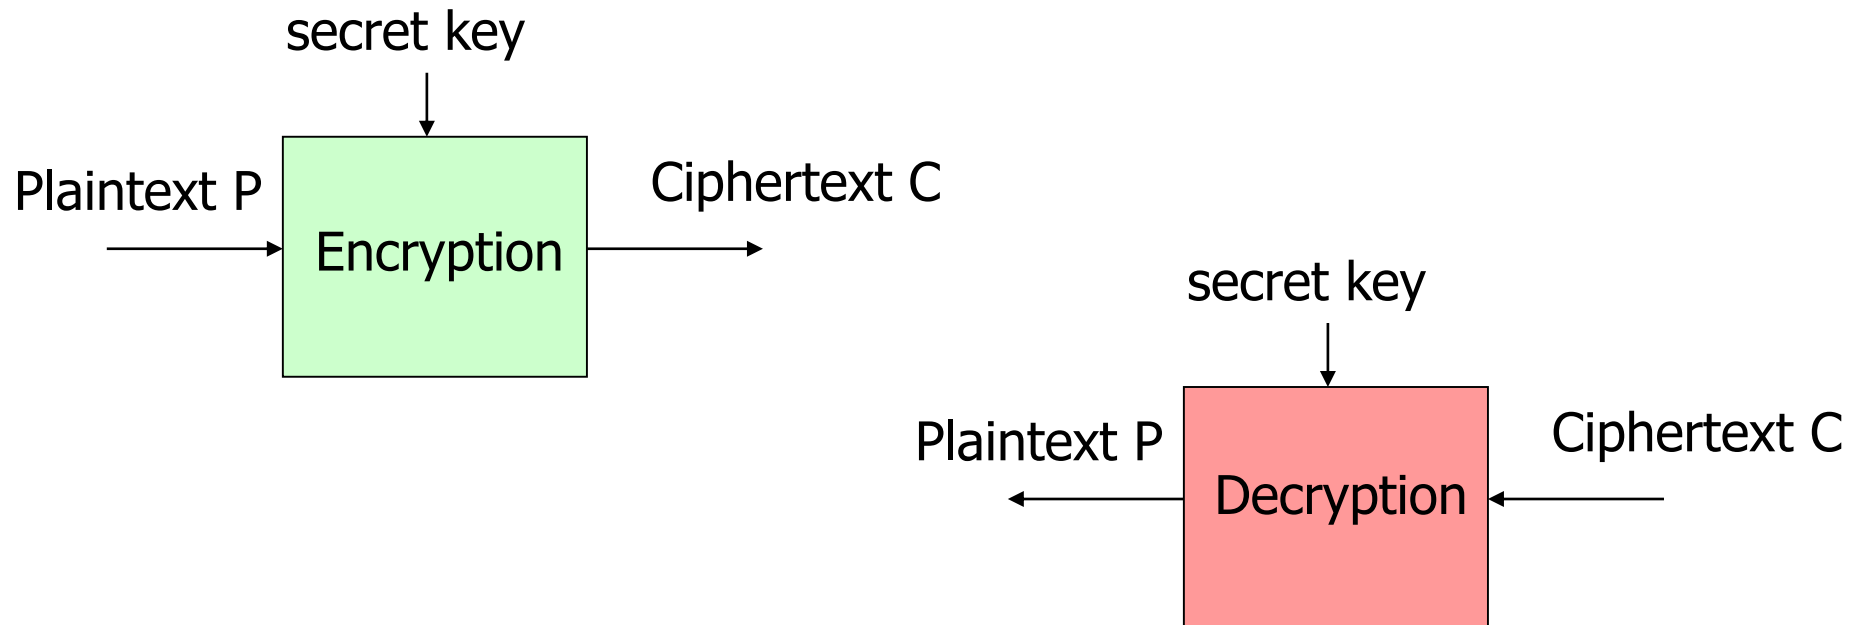 secret key
Plaintext P
Ciphertext C
Encryption
secret key
Plaintext P
Ciphertext C
Decryption